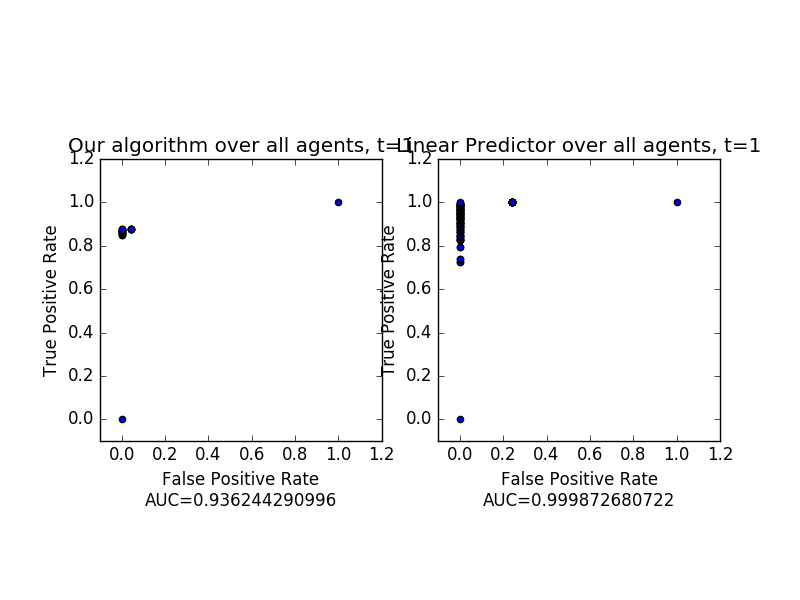 Our algorithm over all agents, t=1
Linear Predictor over all agents, t=1
True Positive Rate
1.2
1.0
0.8
0.6
0.4
0.2
0.0
0.0 0.2 0.4 0.6 0.8 1.0 1.2
False Positive Rate
AUC=0.936244290996
True Positive Rate
1.2
1.0
0.8
0.6
0.4
0.2
0.0
0.0 0.2 0.4 0.6 0.8 1.0 1.2
False Positive Rate
AUC=0.999872680722